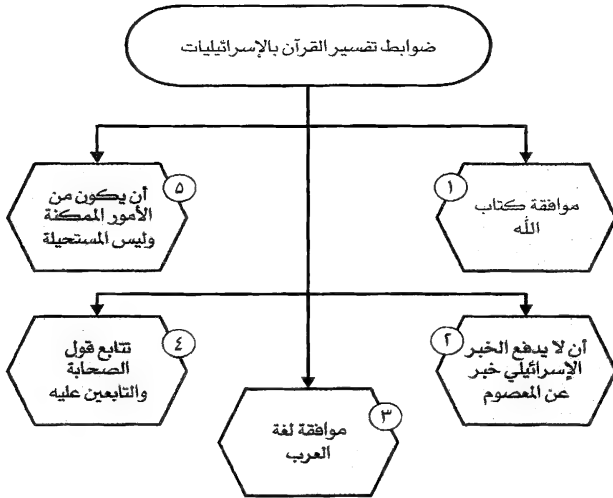 ضوابط تفسير القرآن بالإسرائيليات
١
موافقة كتاب
الله
٢
أن لا يدفع الخبر
الإسرائيلي خبر
عن المعصوم
٣
موافقة لغة
العرب
٤
تتابع قول
الصحابة
والتابعين عليه
٥
أن يكون من
الأمور الممكنة
وليس المستحيلة